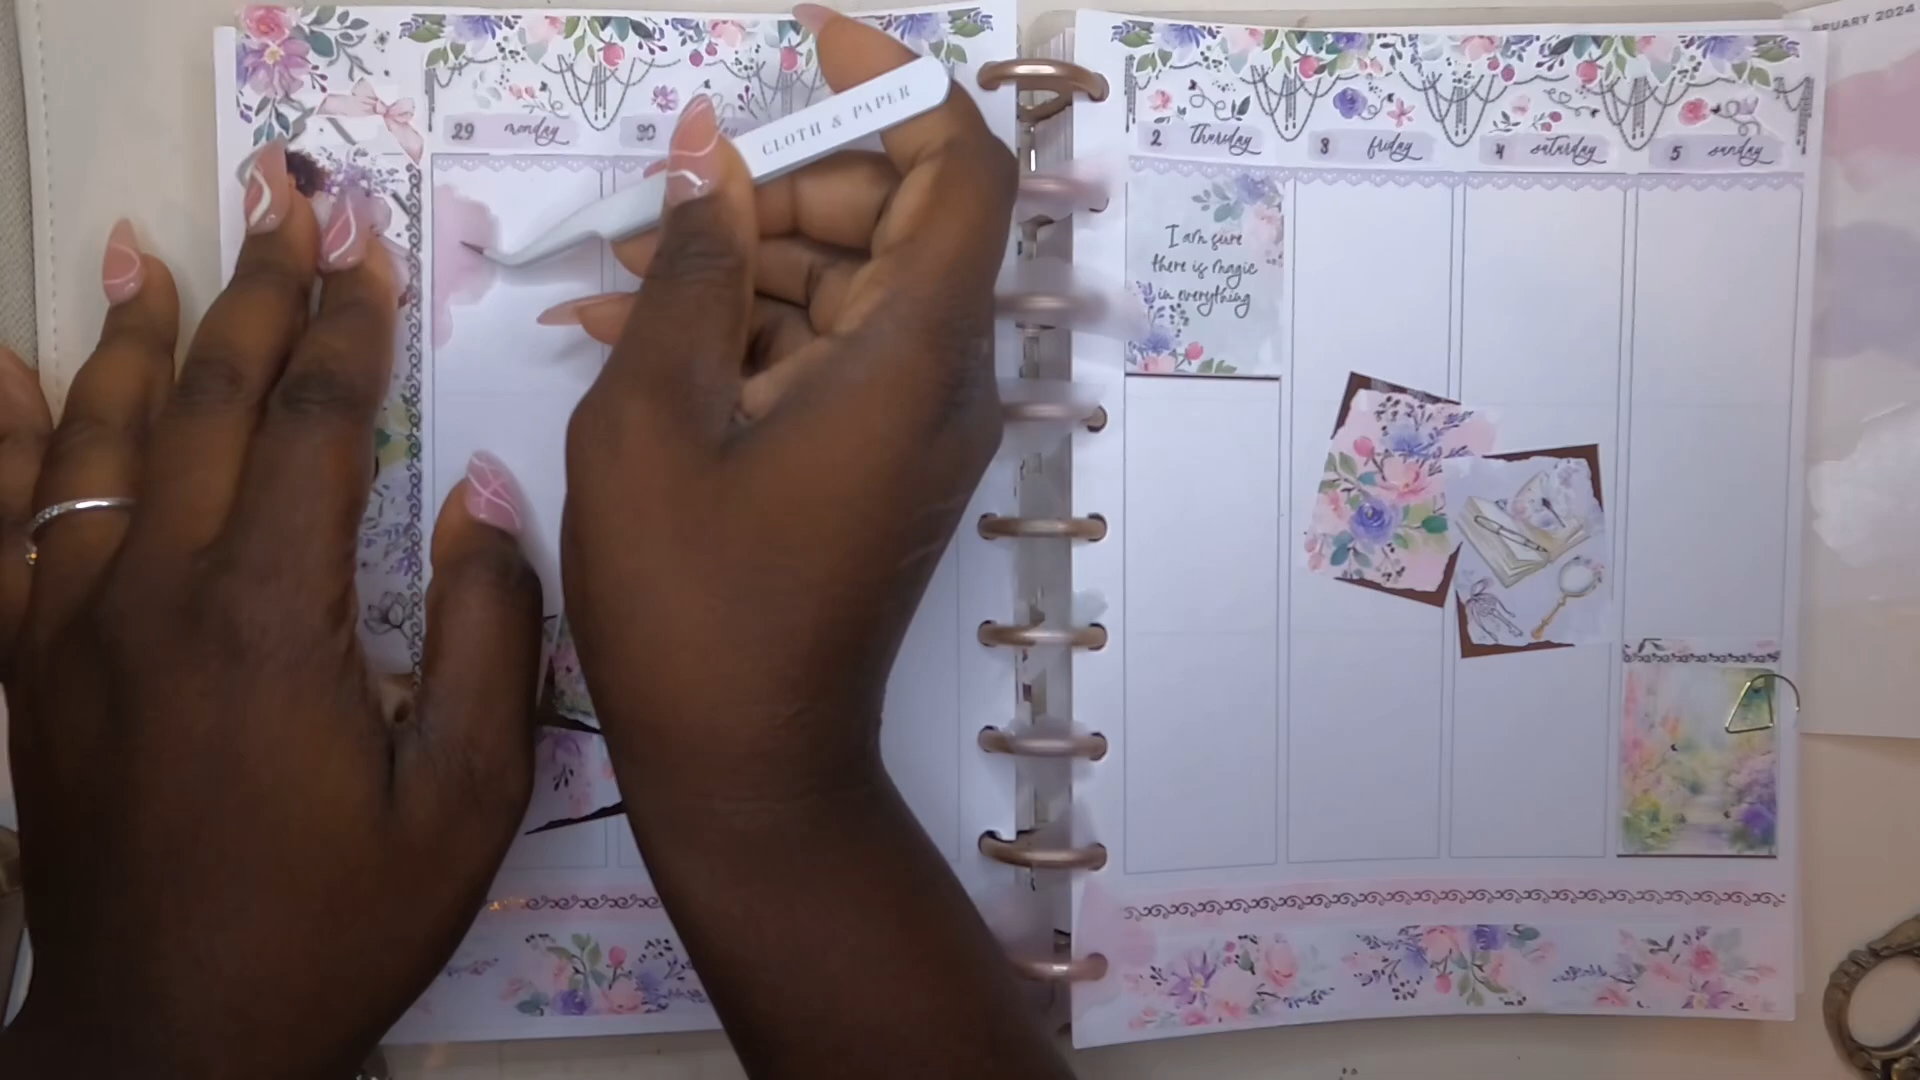 RUARY 2024
CLOTH & PAPER
29 monday
30
2 Thursday
3 friday
4 saturday
5 sunday
I am sure
there is magic
in everything